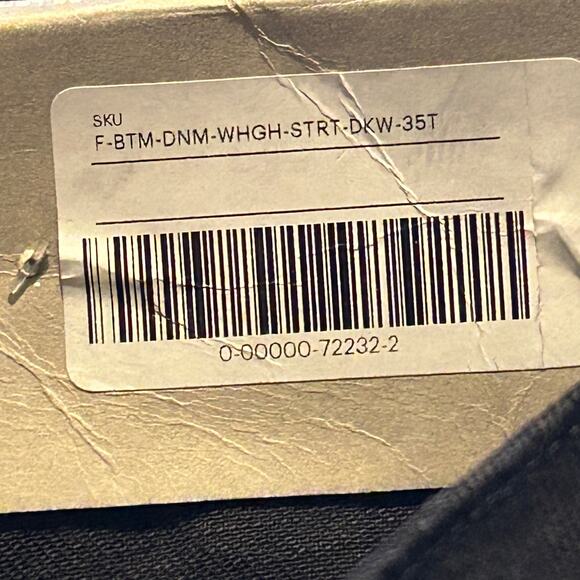 SKU
F-BTM-DNM-WHGH-STRT-DKW-35T
0-00000-72232-2